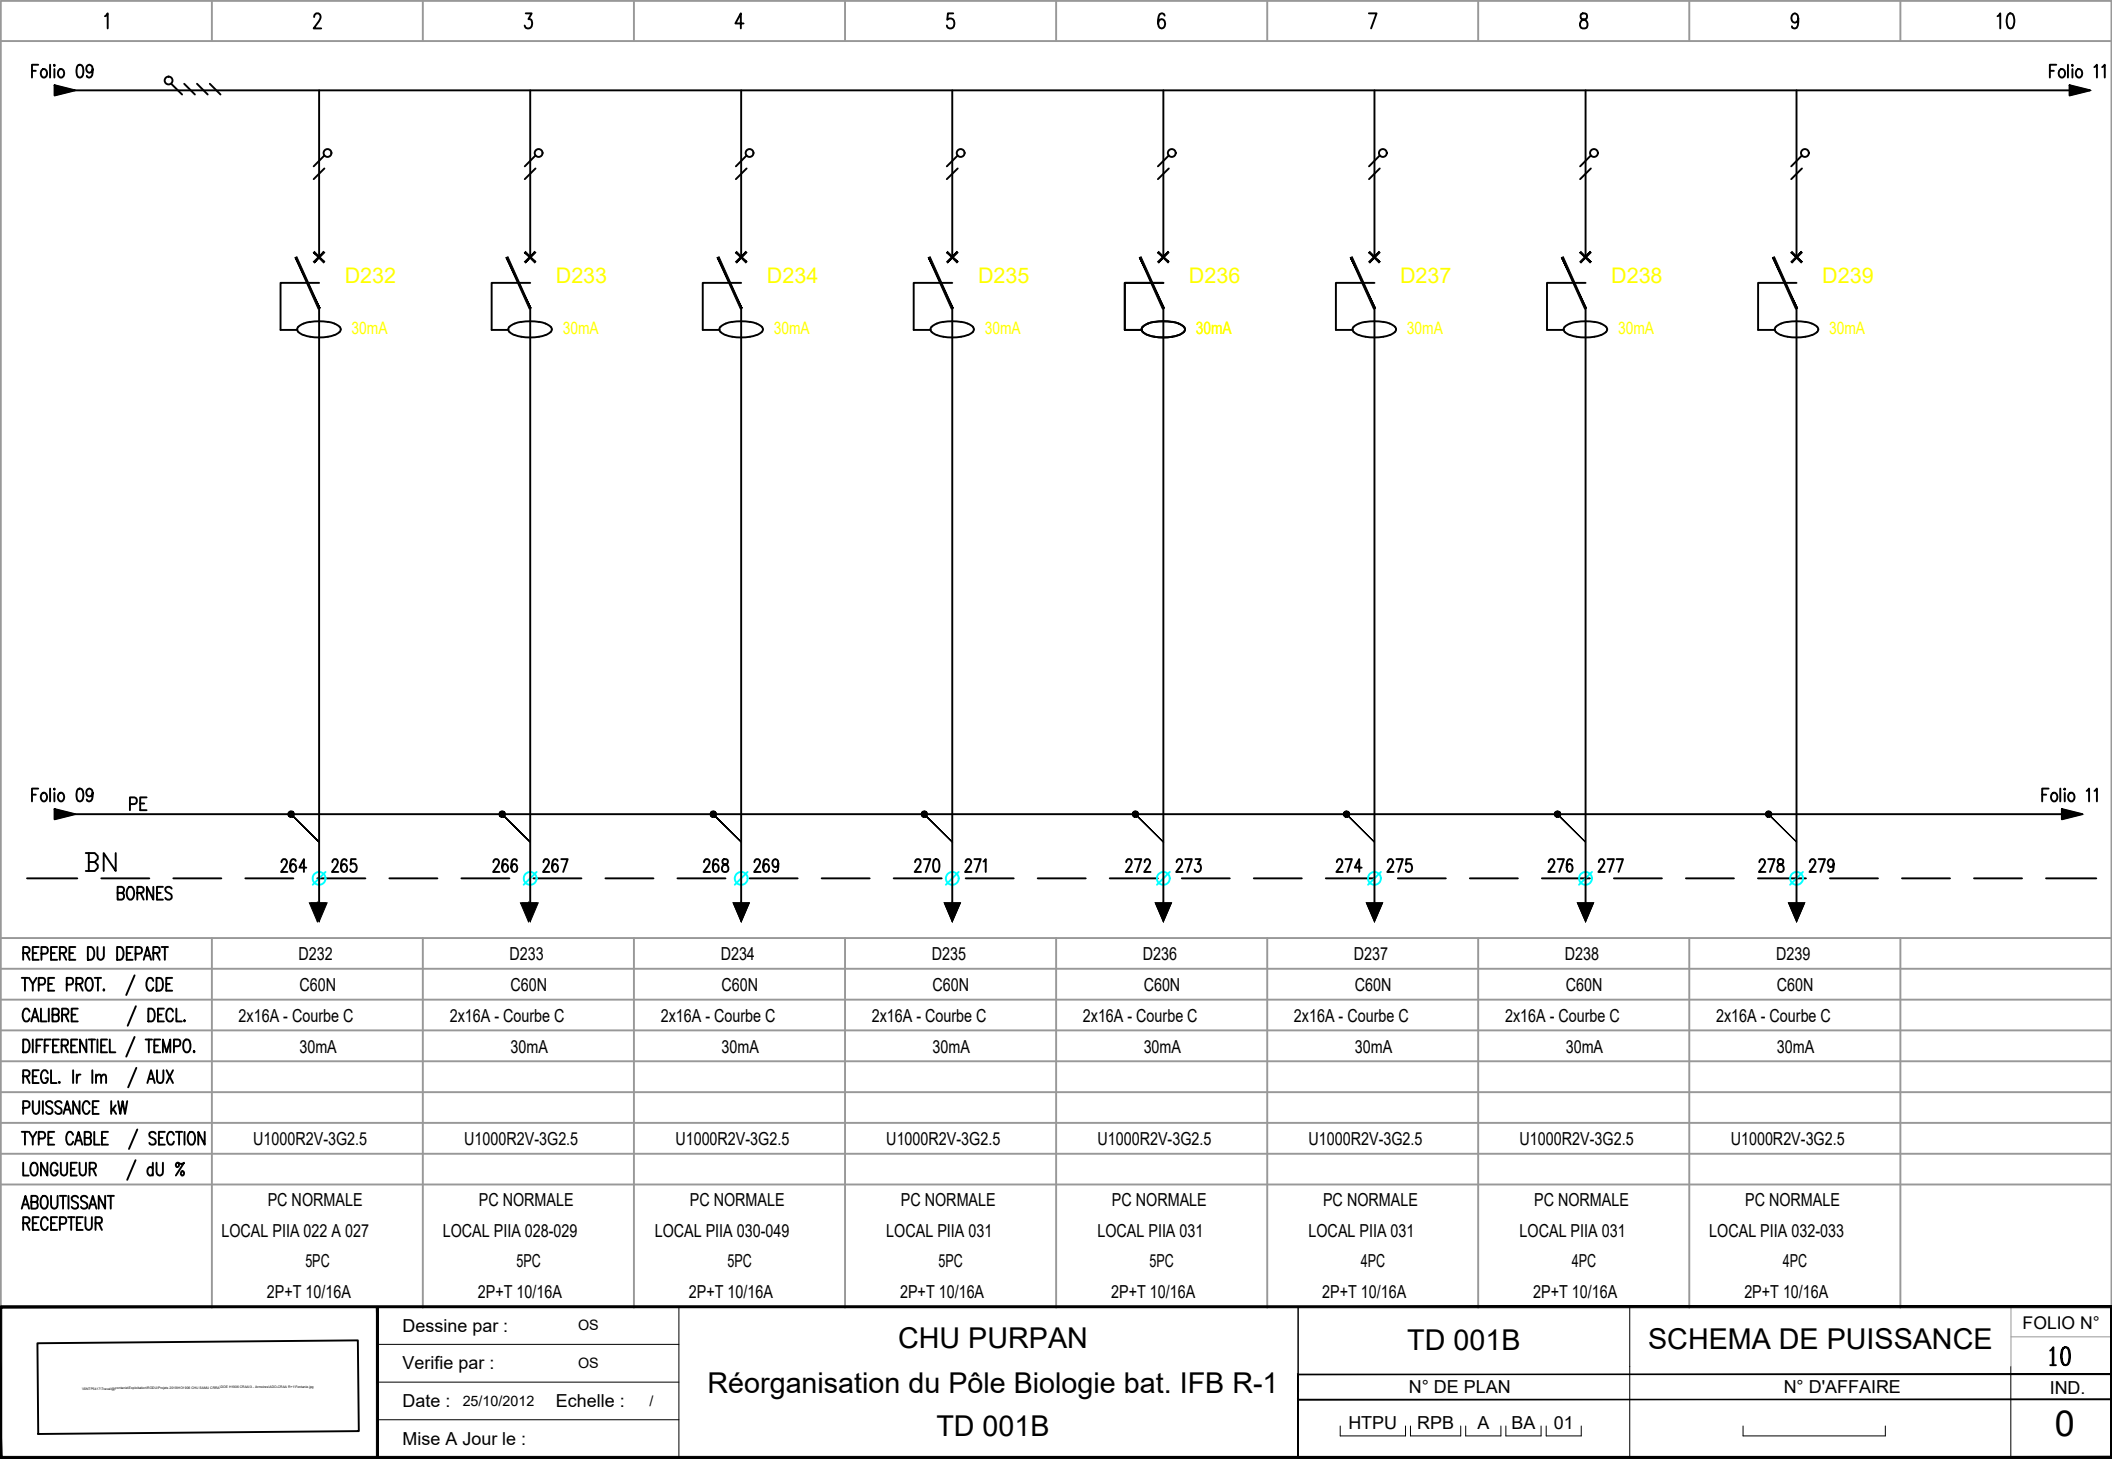 1 2 3 4 5 6 7 8 9 10
Folio 09 Folio 11
D232 D233 D234 D235 D236 D237 D238 D239
30mA 30mA 30mA 30mA 30mA 30mA 30mA 30mA
Folio 09 PE Folio 11
BN 264 265 266 267 268 269 270 271 272 273 274 275 276 277 278 279
BORNES
REPERE DU DEPART D232 D233 D234 D235 D236 D237 D238 D239
TYPE PROT. / CDE C60N C60N C60N C60N C60N C60N C60N C60N
CALIBRE / DECL. 2x16A - Courbe C 2x16A - Courbe C 2x16A - Courbe C 2x16A - Courbe C 2x16A - Courbe C 2x16A - Courbe C 2x16A - Courbe C 2x16A - Courbe C
DIFFERENTIEL / TEMPO. 30mA 30mA 30mA 30mA 30mA 30mA 30mA 30mA
REGL. Ir Im / AUX
PUISSANCE kW
TYPE CABLE / SECTION U1000R2V-3G2.5 U1000R2V-3G2.5 U1000R2V-3G2.5 U1000R2V-3G2.5 U1000R2V-3G2.5 U1000R2V-3G2.5 U1000R2V-3G2.5 U1000R2V-3G2.5
LONGUEUR / dU %
ABOUTISSANT PC NORMALE PC NORMALE PC NORMALE PC NORMALE PC NORMALE PC NORMALE PC NORMALE PC NORMALE
RECEPTEUR LOCAL PIIA 022 A 027 LOCAL PIIA 028-029 LOCAL PIIA 030-049 LOCAL PIIA 031 LOCAL PIIA 031 LOCAL PIIA 031 LOCAL PIIA 031 LOCAL PIIA 032-033
5PC 5PC 5PC 5PC 5PC 4PC 4PC 4PC
2P+T 10/16A 2P+T 10/16A 2P+T 10/16A 2P+T 10/16A 2P+T 10/16A 2P+T 10/16A 2P+T 10/16A 2P+T 10/16A
Dessine par : OS
Verifie par : OS
Date : 25/10/2012 Echelle : /
Mise A Jour le :
CHU PURPAN
Réorganisation du Pôle Biologie bat. IFB R-1
TD 001B
TD 001B
N° DE PLAN
HTPU RPB A BA 01
SCHEMA DE PUISSANCE
N° D'AFFAIRE
FOLIO N°
10
IND.
0